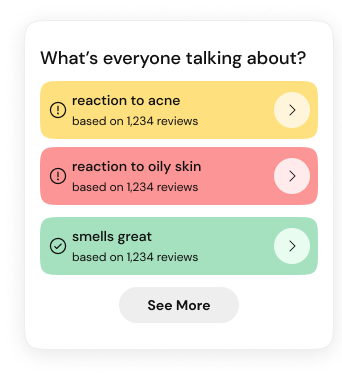 What's everyone talking about?
reaction to acne
based on 1,234 reviews
reaction to oily skin
based on 1,234 reviews
smells great
based on 1,234 reviews
See More